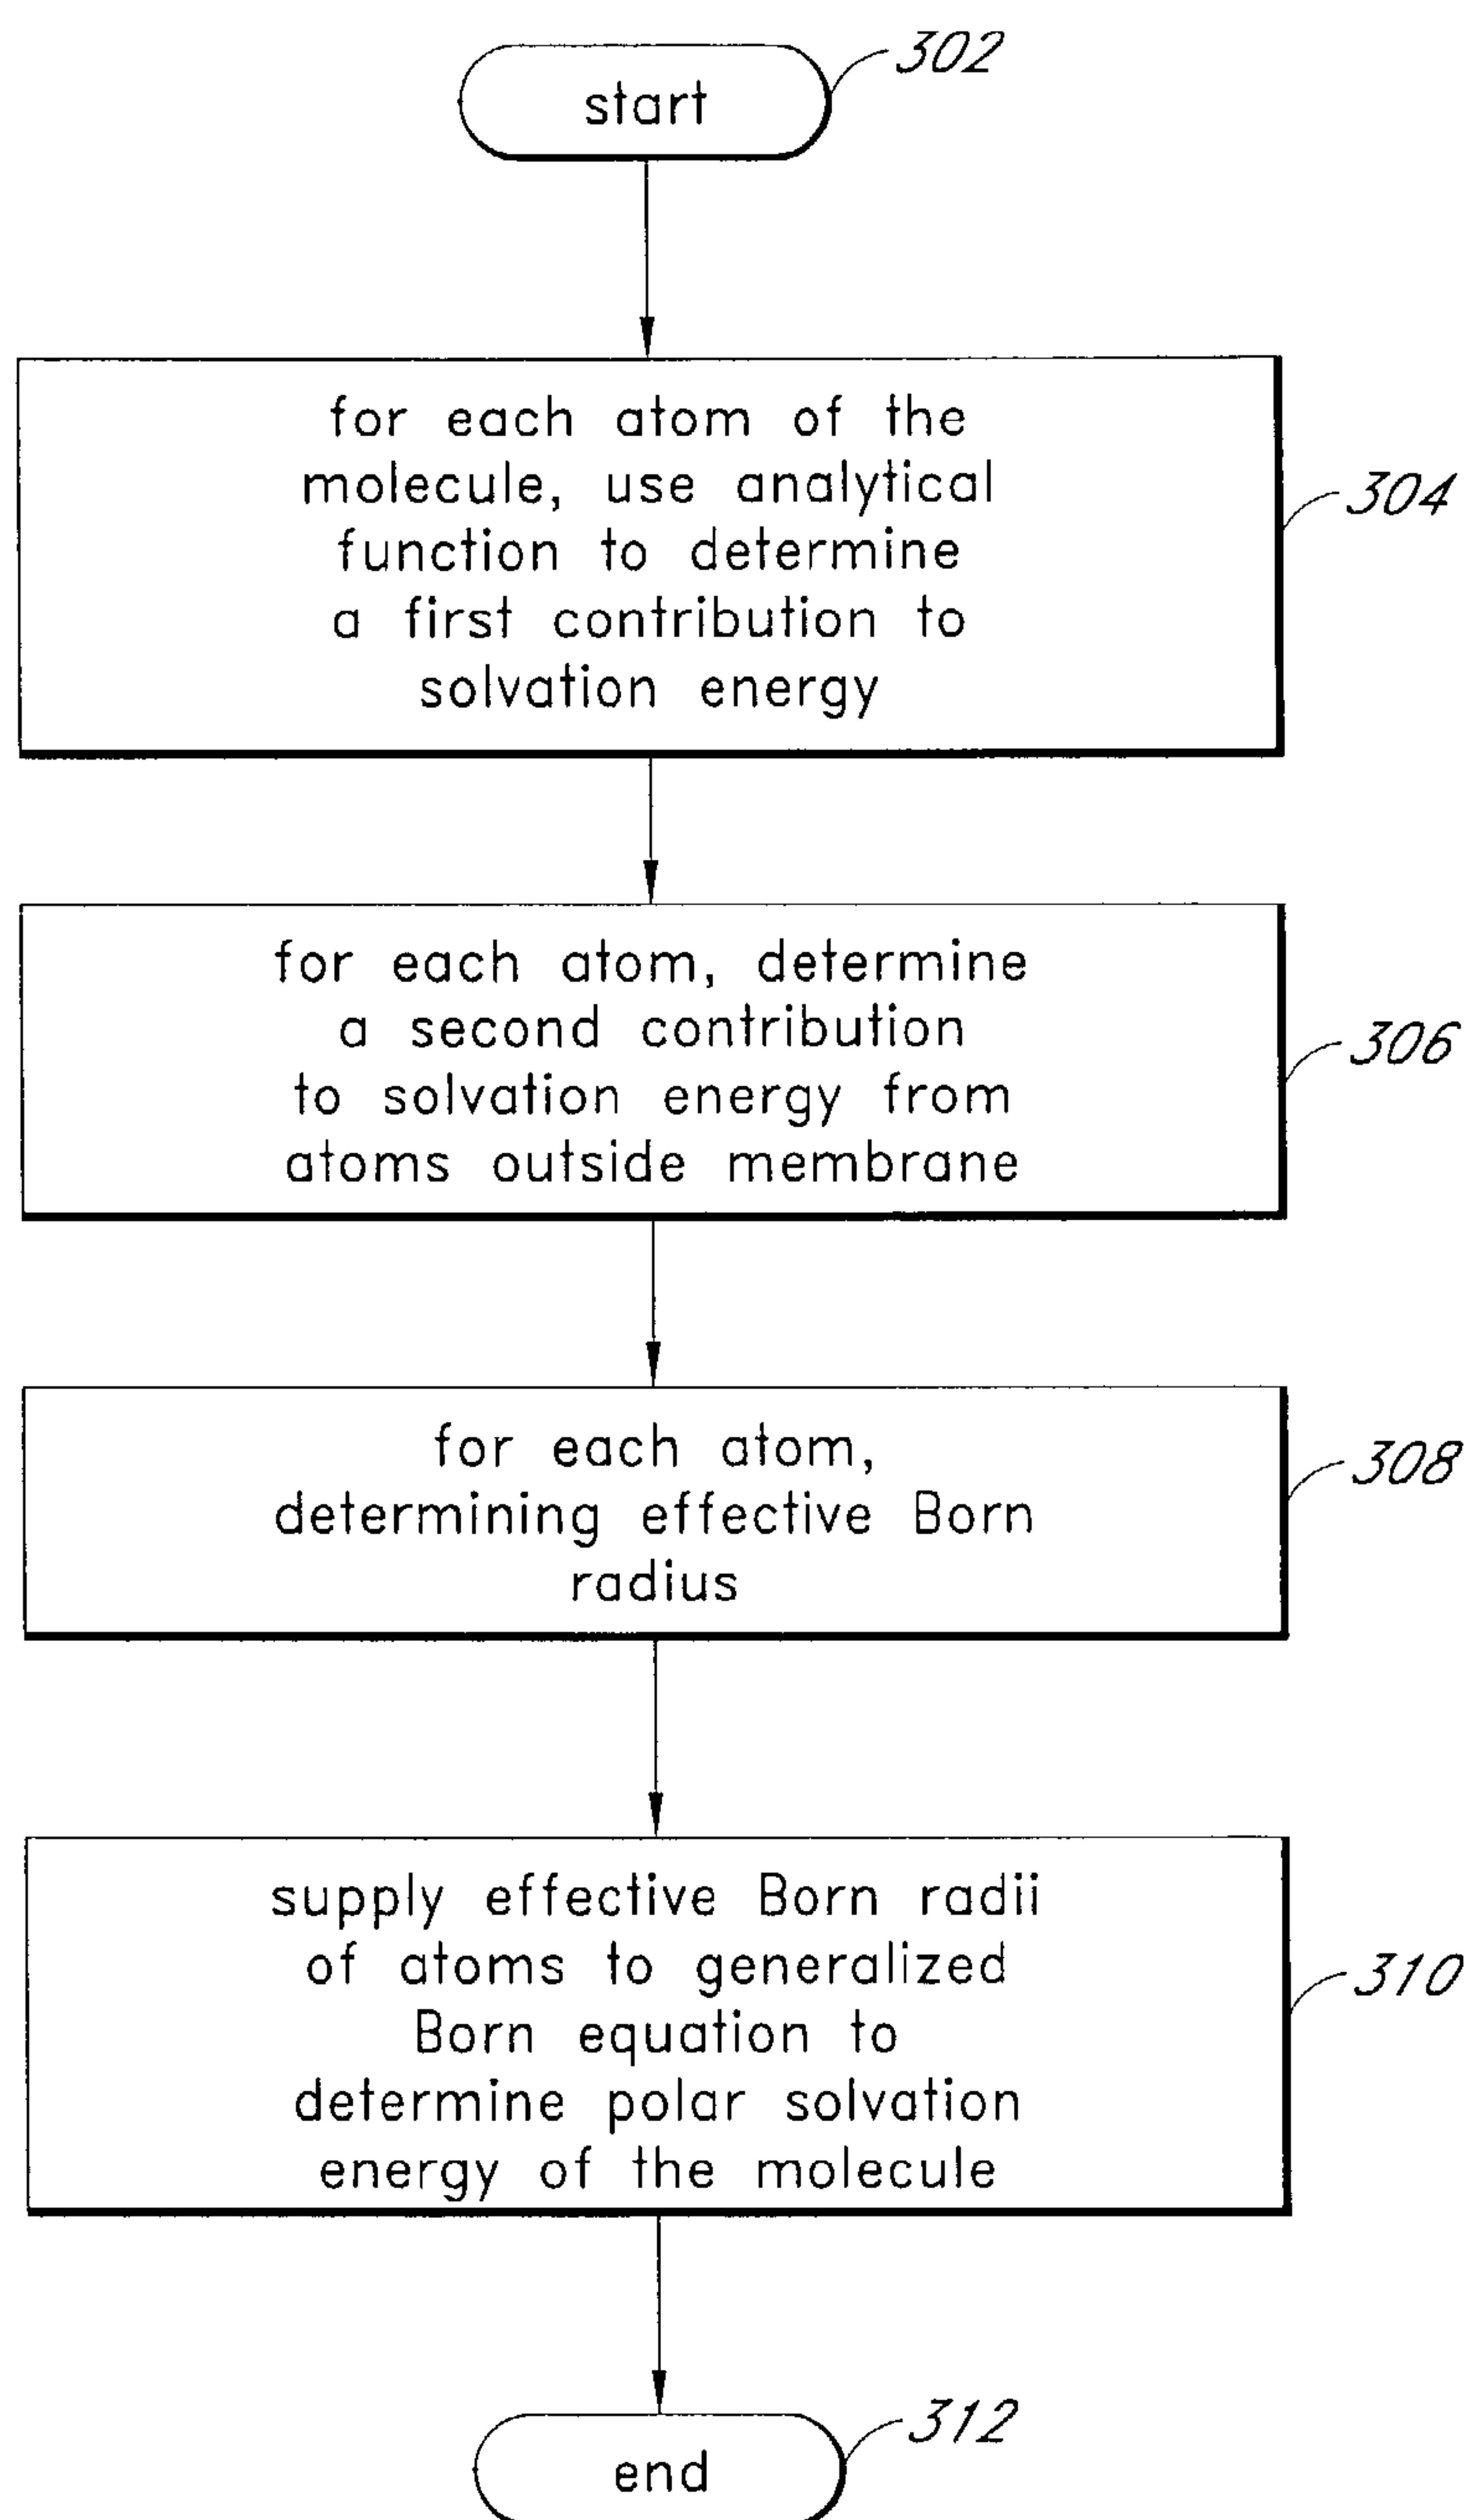 302
start
for each atom of the
molecule, use analytical
function to determine
a first contribution to
solvation energy
304
for each atom, determine
a second contribution
to solvation energy from
atoms outside membrane
306
for each atom,
determining effective Born
radius
308
supply effective Born radii
of atoms to generalized
Born equation to
determine polar solvation
energy of the molecule
310
312
end